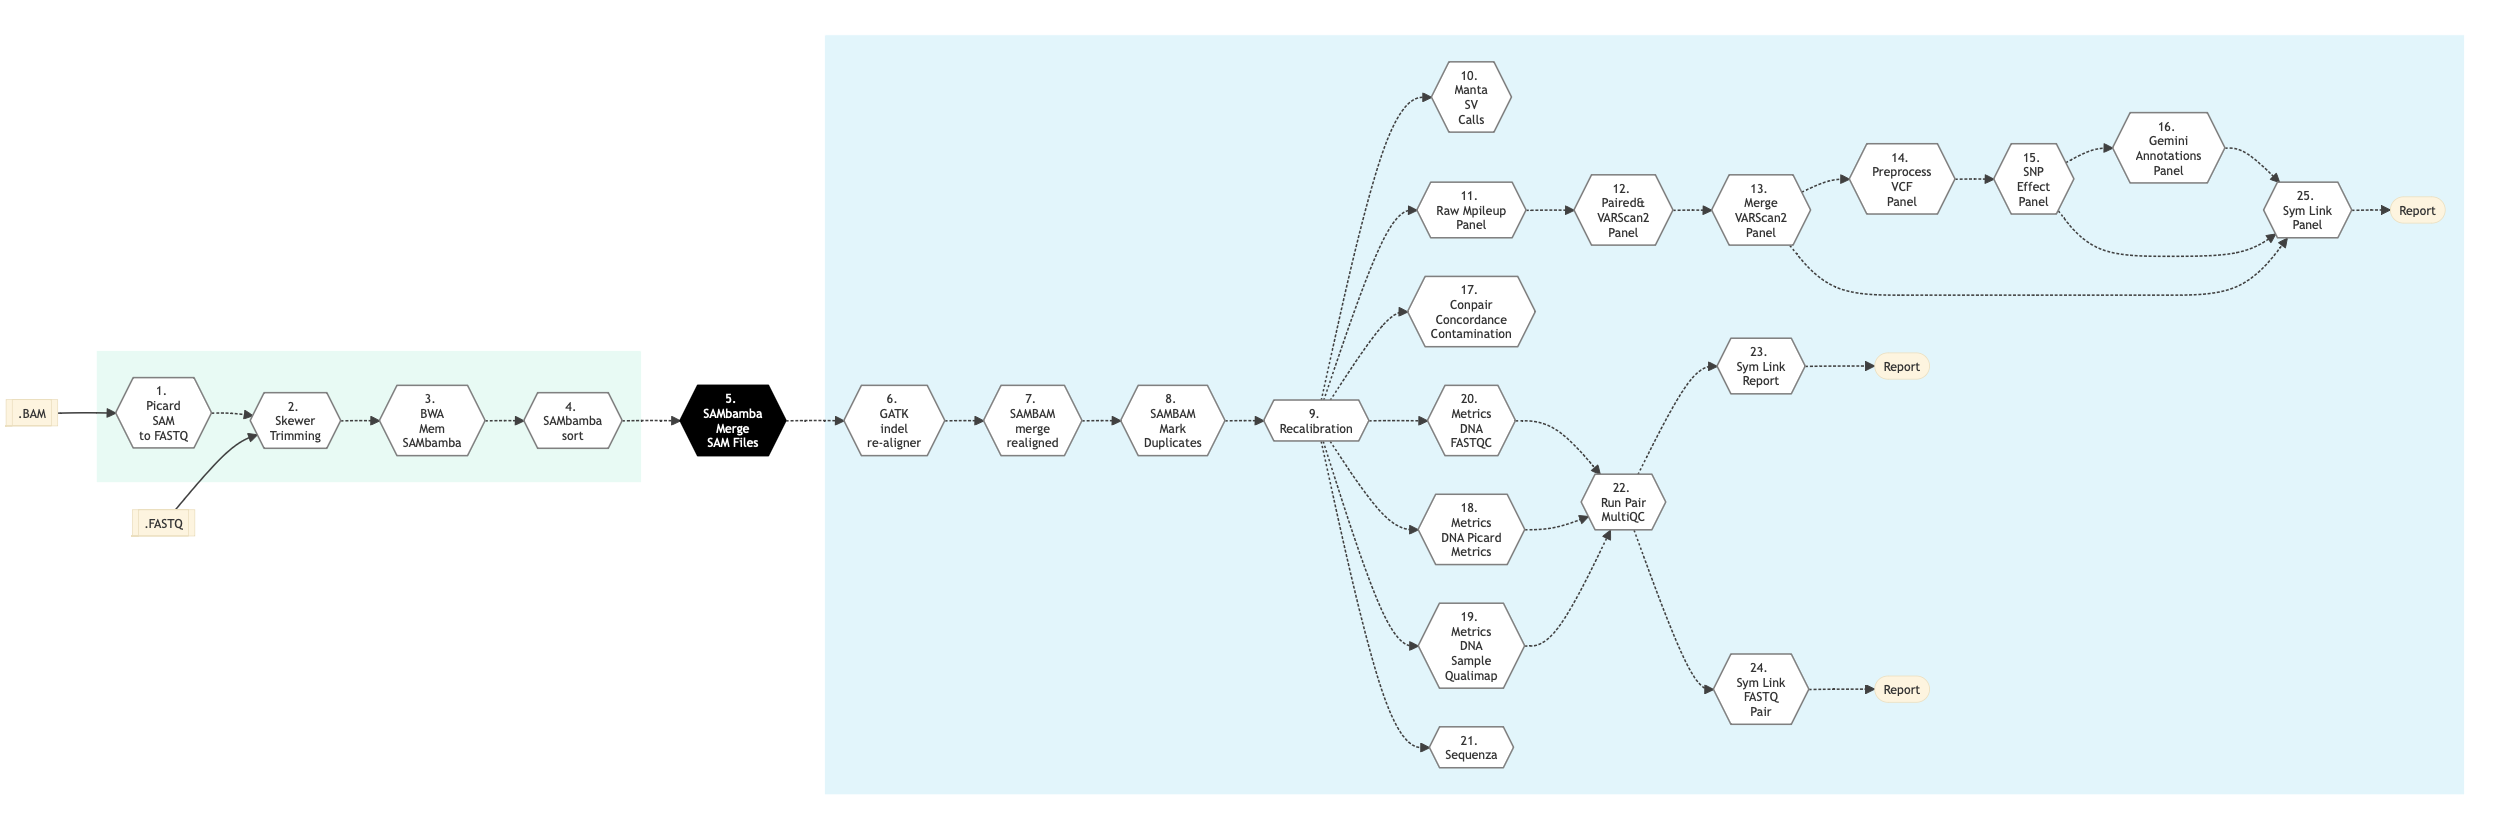 .BAM
.FASTQ
1.
Picard
SAM
to FASTQ
2.
Skewer
Trimming
3.
BWA
Mem
SAMbamba
4.
SAMbamba
sort
5.
SAMbamba
Merge
SAM Files
6.
GATK
indel
re-aligner
7.
SAMBAM
merge
realigned
8.
SAMBAM
Mark
Duplicates
9.
Recalibration
10.
Manta
SV
Calls
11.
Raw Mpileup
Panel
12.
Paired&
VARScan2
Panel
13.
Merge
VARScan2
Panel
14.
Preprocess
VCF
Panel
15.
SNP
Effect
Panel
16.
Gemini
Annotations
Panel
25.
Sym Link
Panel
Report
17.
Conpair
Concordance
Contamination
20.
Metrics
DNA
FASTQC
18.
Metrics
DNA Picard
Metrics
19.
Metrics
DNA
Sample
Qualimap
21.
Sequenza
22.
Run Pair
MultiQC
23.
Sym Link
Report
Report
24.
Sym Link
FASTQ
Pair
Report